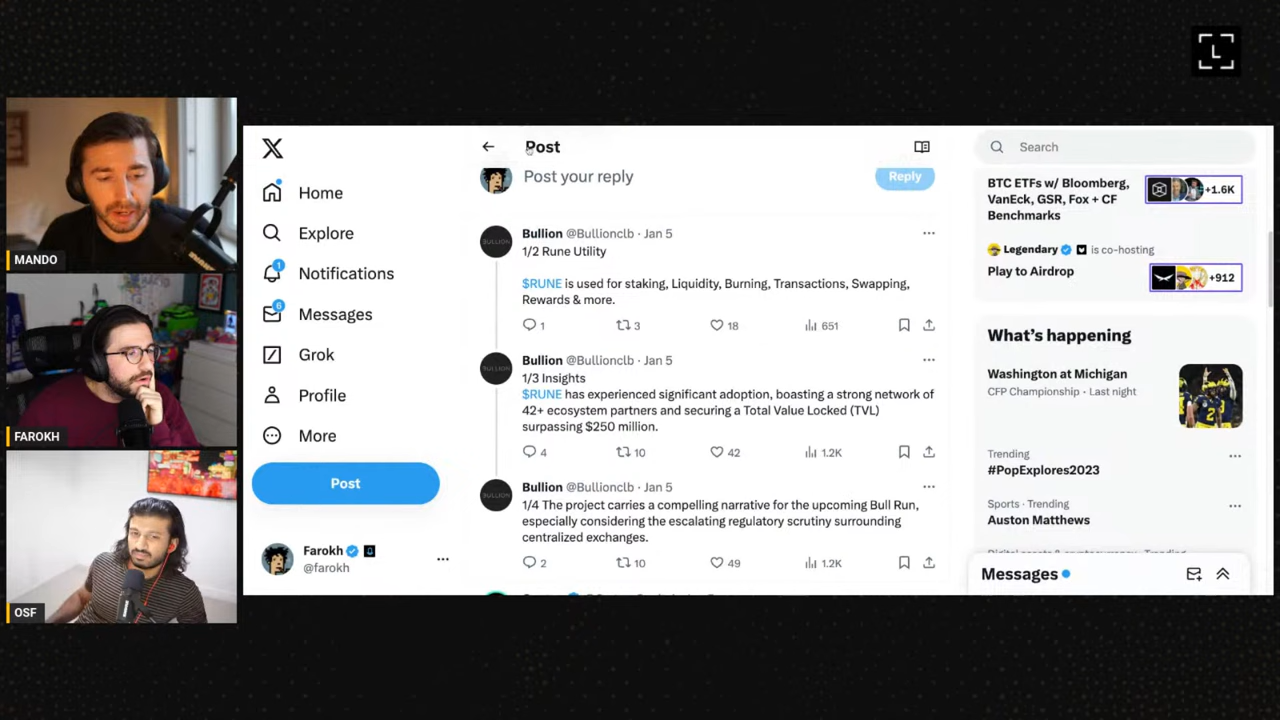 L
MANDO
FAROKH
OSF
Home
Explore
1
Notifications
6
Messages
Grok
Profile
More
Post
Farokh
@farokh
Post
Post your reply
Reply
BULLION
Bullion @Bullionclb · Jan 5
1/2 Rune Utility
$RUNE is used for staking, Liquidity, Burning, Transactions, Swapping,
Rewards & more.
1 3 18 651
BULLION
Bullion @Bullionclb · Jan 5
1/3 Insights
$RUNE has experienced significant adoption, boasting a strong network of
42+ ecosystem partners and securing a Total Value Locked (TVL)
surpassing $250 million.
4 10 42 1.2K
BULLION
Bullion @Bullionclb · Jan 5
1/4 The project carries a compelling narrative for the upcoming Bull Run,
especially considering the escalating regulatory scrutiny surrounding
centralized exchanges.
2 10 49 1.2K
Search
BTC ETFs w/ Bloomberg,
VanEck, GSR, Fox + CF
Benchmarks
+1.6K
Legendary is co-hosting
Play to Airdrop
+912
What's happening
Washington at Michigan
CFP Championship · Last night
Trending
#PopExplores2023
Sports · Trending
Auston Matthews
Messages